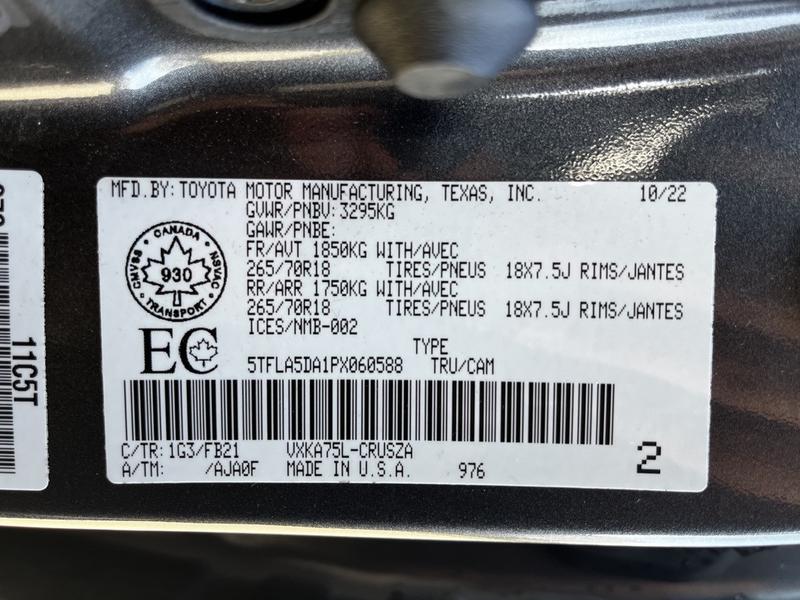 MFD.BY: TOYOTA MOTOR MANUFACTURING, TEXAS, INC. 10/22
GVWR/PNBV: 3295KG
GAWR/PNBE:
FR/AVT 1850KG WITH/AVEC
265/70R18 TIRES/PNEUS 18X7.5J RIMS/JANTES
RR/ARR 1750KG WITH/AVEC
265/70R18 TIRES/PNEUS 18X7.5J RIMS/JANTES
ICES/NMB-002
CANADA
CMVSS
NSVAC
930
TRANSPORT
EC
TYPE
5TFLA5DA1PX060588 TRU/CAM
C/TR: 1G3/FB21 VXKA75L-CRUSZA
A/TM: /AJA0F MADE IN U.S.A. 976
2
11C5T